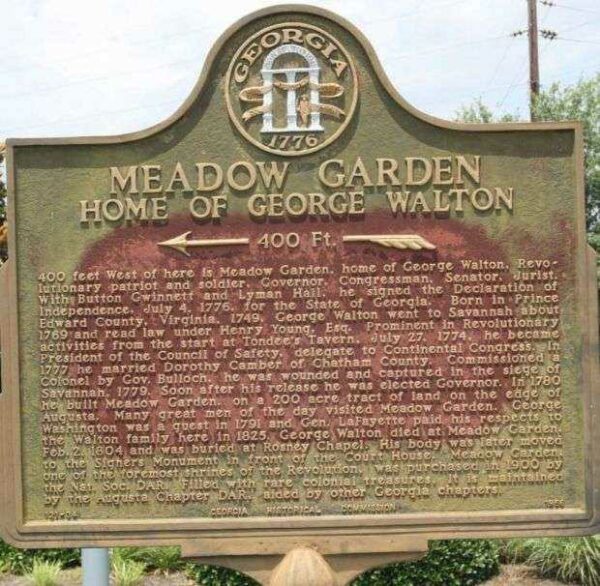 GEORGIA
1776
MEADOW GARDEN
HOME OF GEORGE WALTON
400 FT.
400 feet West of here is Meadow Garden, home of George Walton, Revo-
lutionary patriot and soldier, Governor, Congressman, Senator, Jurist.
With Button Gwinnett and Lyman Hall, he signed the Declaration of
Independence, July 4, 1776, for the State of Georgia. Born in Prince
Edward County, Virginia, 1749, George Walton went to Savannah about
1769 and read law under Henry Young, Esq. Prominent in Revolutionary
activities from the start at Tondee's Tavern, July 27, 1774, he became
President of the Council of Safety, delegate to Continental Congress. In
1777 he married Dorothy Camber of Chatham County. Commissioned a
Colonel by Gov. Bulloch, he was wounded and captured in the siege of
Savannah, 1779. Soon after his release he was elected Governor. In 1780
he built Meadow Garden, on a 200 acre tract of land on the edge of
Augusta. Many great men of the day visited Meadow Garden. George
Washington was a guest in 1791 and Gen. LaFayette paid his respects to
the Walton family here in 1825. George Walton died at Meadow Garden,
Feb. 2, 1804 and was buried at Rosney Chapel. His body was later moved
to the Signers Monument in front of the Court House. Meadow Garden,
one of the foremost shrines of the Revolution, was purchased in 1900 by
the Nat. Soc. DAR. Filled with rare colonial treasures, it is maintained
by the Augusta Chapter DAR, aided by other Georgia chapters.
GEORGIA HISTORICAL COMMISSION